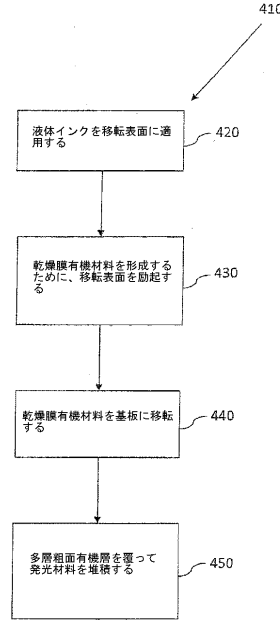 410
液体インクを移転表面に適
用する
420
乾燥膜有機材料を形成する
ために、移転表面を励起す
る
430
乾燥膜有機材料を基板に移転
する
440
多層粗面有機層を覆って
発光材料を堆積する
450